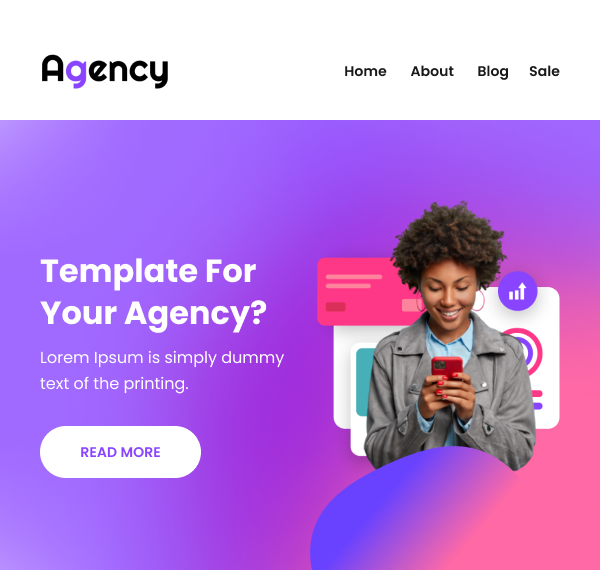 Agency
Home About Blog Sale
Template For
Your Agency?
Lorem Ipsum is simply dummy
text of the printing.
READ MORE